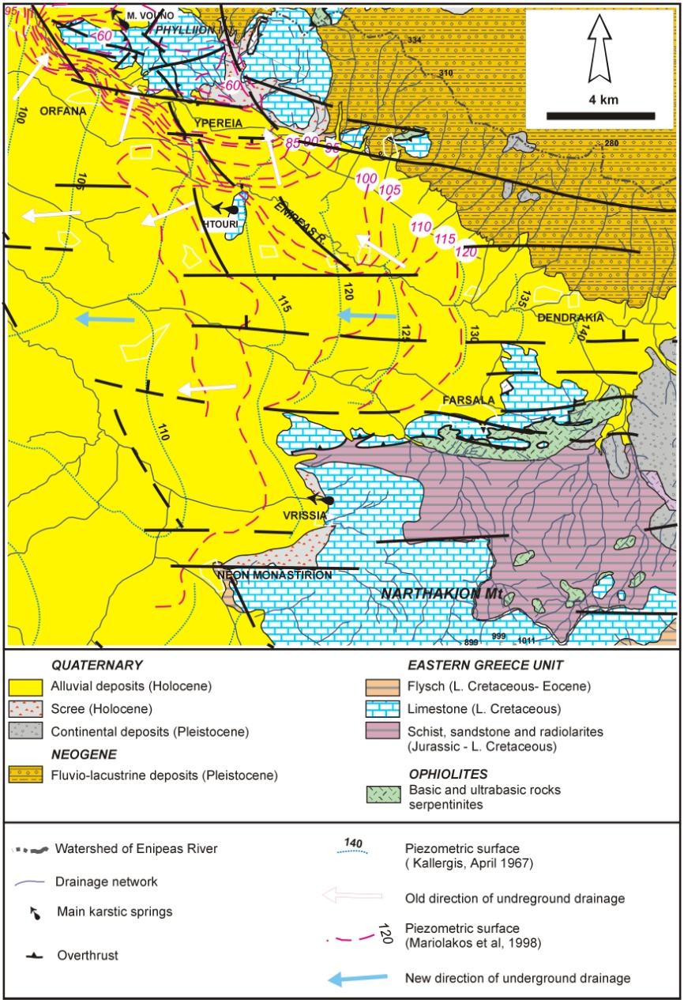 95
M. VOUNO
<60
PHYLLIION Mt
334
4 km
310
<60
100
ORFANA
YPEREIA
85
90
95
280
105
100
105
HTOURI
ENIPEAS R.
110
115
120
120
115
135
DENDRAKIA
140
125
130
FARSALA
110
VRISSIA
NEON MONASTIRION
NARTHAKION Mt
899
999
1011
QUATERNARY
Alluvial deposits (Holocene)
Scree (Holocene)
Continental deposits (Pleistocene)
NEOGENE
Fluvio-lacustrine deposits (Pleistocene)
EASTERN GREECE UNIT
Flysch (L. Cretaceous- Eocene)
Limestone (L. Cretaceous)
Schist, sandstone and radiolarites
(Jurassic - L. Cretaceous)
OPHIOLITES
Basic and ultrabasic rocks
serpentinites
Watershed of Enipeas River
Drainage network
Main karstic springs
Overthrust
140
Piezometric surface
( Kallergis, April 1967)
Old direction of undreground drainage
120
Piezometric surface
(Mariolakos et al, 1998)
New direction of underground drainage